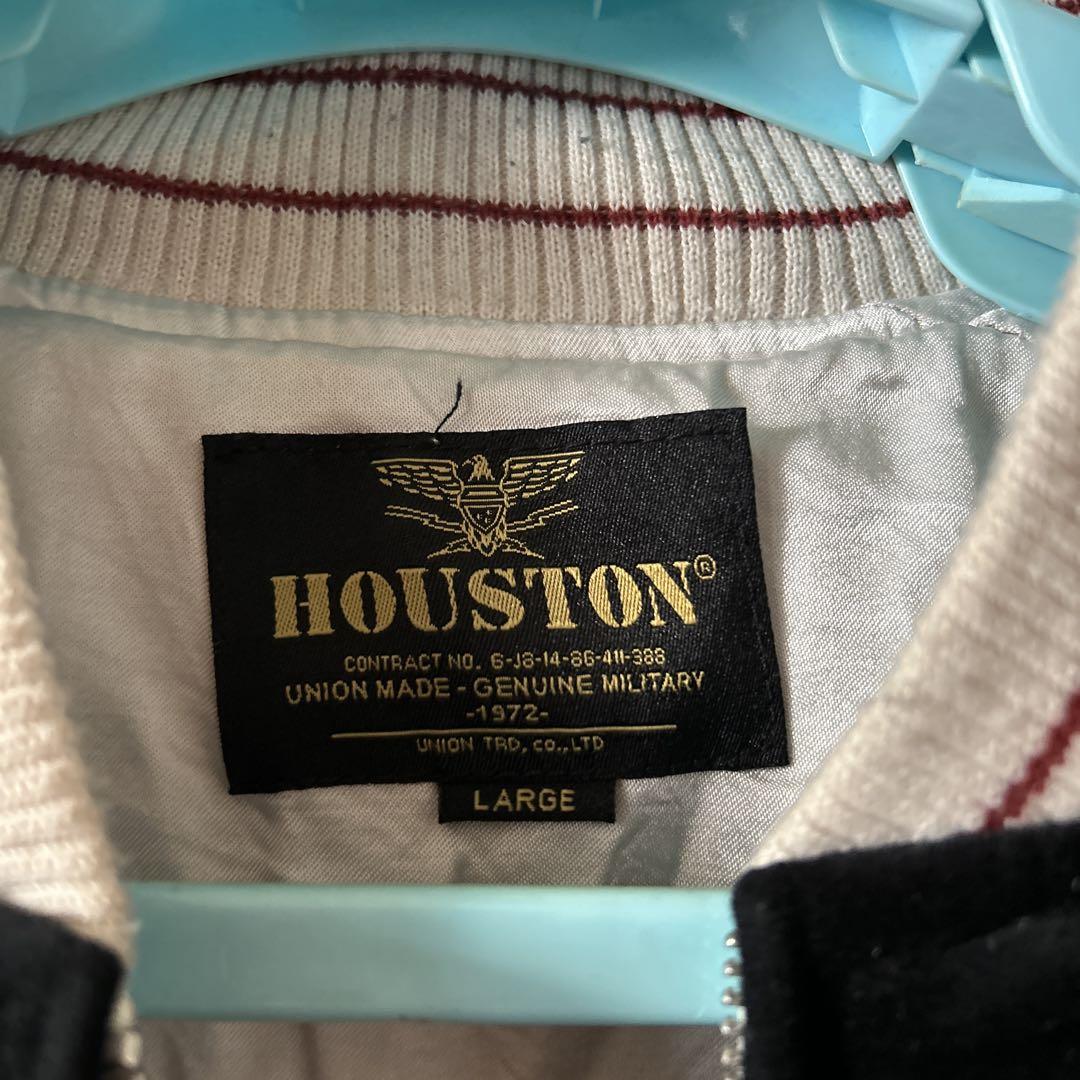 HOUSTON®
CONTRACT NO. 6-J8-14-86-411-388
UNION MADE - GENUINE MILITARY
-1972-
UNION TRD, CO., LTD
LARGE